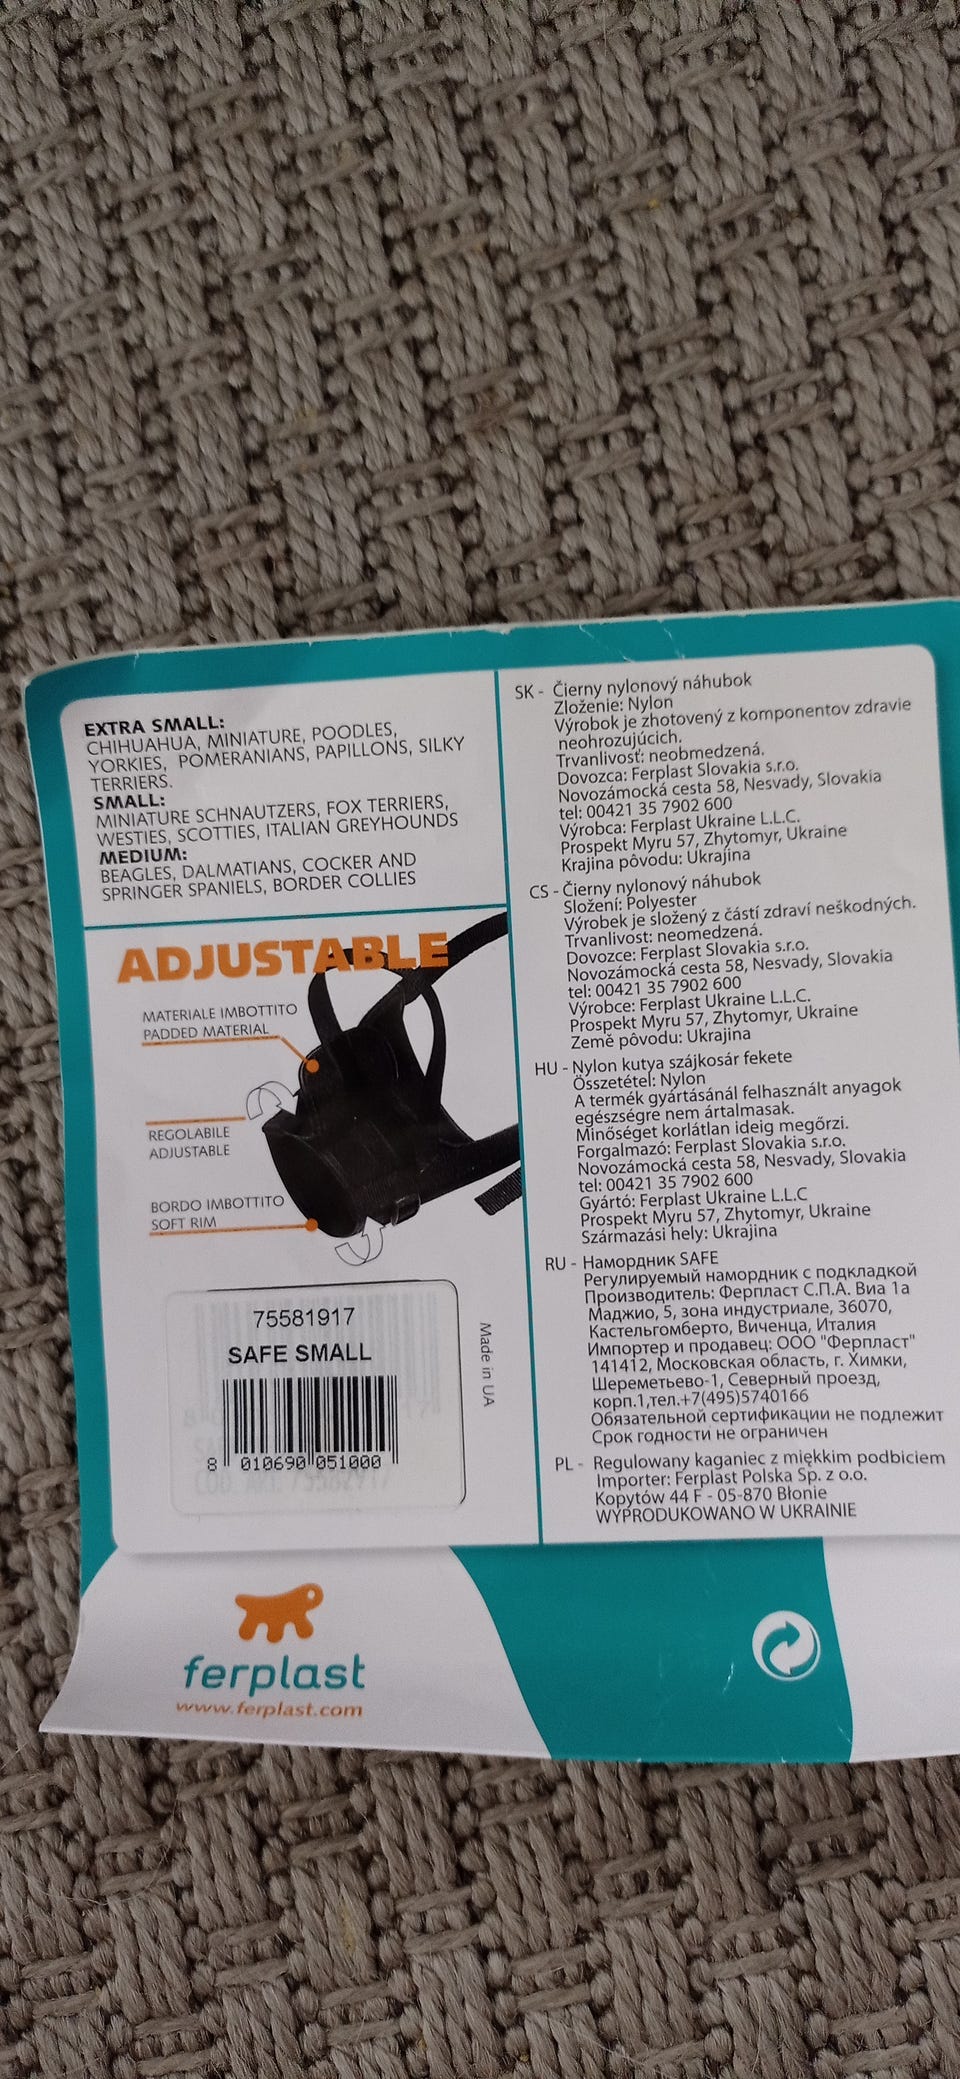 EXTRA SMALL:
CHIHUAHUA, MINIATURE, POODLES,
YORKIES, POMERANIANS, PAPILLONS, SILKY
TERRIERS.
SMALL:
MINIATURE SCHNAUTZERS, FOX TERRIERS,
WESTIES, SCOTTIES, ITALIAN GREYHOUNDS
MEDIUM:
BEAGLES, DALMATIANS, COCKER AND
SPRINGER SPANIELS, BORDER COLLIES
ADJUSTABLE
MATERIALE IMBOTTITO
PADDED MATERIAL
REGOLABILE
ADJUSTABLE
BORDO IMBOTTITO
SOFT RIM
75581917
SAFE SMALL
8 010690 051000
Made in UA
SK - Čierny nylonový náhubok
Zloženie: Nylon
Výrobok je zhotovený z komponentov zdravie
neohrozujúcich.
Trvanlivosť: neobmedzená.
Dovozca: Ferplast Slovakia s.r.o.
Novozámocká cesta 58, Nesvady, Slovakia
tel: 00421 35 7902 600
Výrobca: Ferplast Ukraine L.L.C.
Prospekt Myru 57, Zhytomyr, Ukraine
Krajina pôvodu: Ukrajina
CS - Čierny nylonový náhubok
Složení: Polyester
Výrobek je složený z částí zdraví neškodných.
Trvanlivost: neomedzená.
Dovozce: Ferplast Slovakia s.r.o.
Novozámocká cesta 58, Nesvady, Slovakia
tel: 00421 35 7902 600
Výrobce: Ferplast Ukraine L.L.C.
Prospekt Myru 57, Zhytomyr, Ukraine
Země pôvodu: Ukrajina
HU - Nylon kutya szájkosár fekete
Összetétel: Nylon
A termék gyártásánál felhasznált anyagok
egészségre nem ártalmasak.
Minőséget korlátlan ideig megőrzi.
Forgalmazó: Ferplast Slovakia s.r.o.
Novozámocká cesta 58, Nesvady, Slovakia
tel: 00421 35 7902 600
Gyártó: Ferplast Ukraine L.L.C
Prospekt Myru 57, Zhytomyr, Ukraine
Származási hely: Ukrajina
RU - Намордник SAFE
Регулируемый намордник с подкладкой
Производитель: Ферпласт С.П.А. Виа 1а
Маджио, 5, зона индустриале, 36070,
Кастельгомберто, Виченца, Италия
Импортер и продавец: ООО "Ферпласт"
141412, Московская область, г. Химки,
Шереметьево-1, Северный проезд,
корп.1,тел.+7(495)5740166
Обязательной сертификации не подлежит
Срок годности не ограничен
PL - Regulowany kaganiec z miękkim podbiciem
Importer: Ferplast Polska Sp. z o.o.
Kopytów 44 F - 05-870 Błonie
WYPRODUKOWANO W UKRAINIE
ferplast
www.ferplast.com